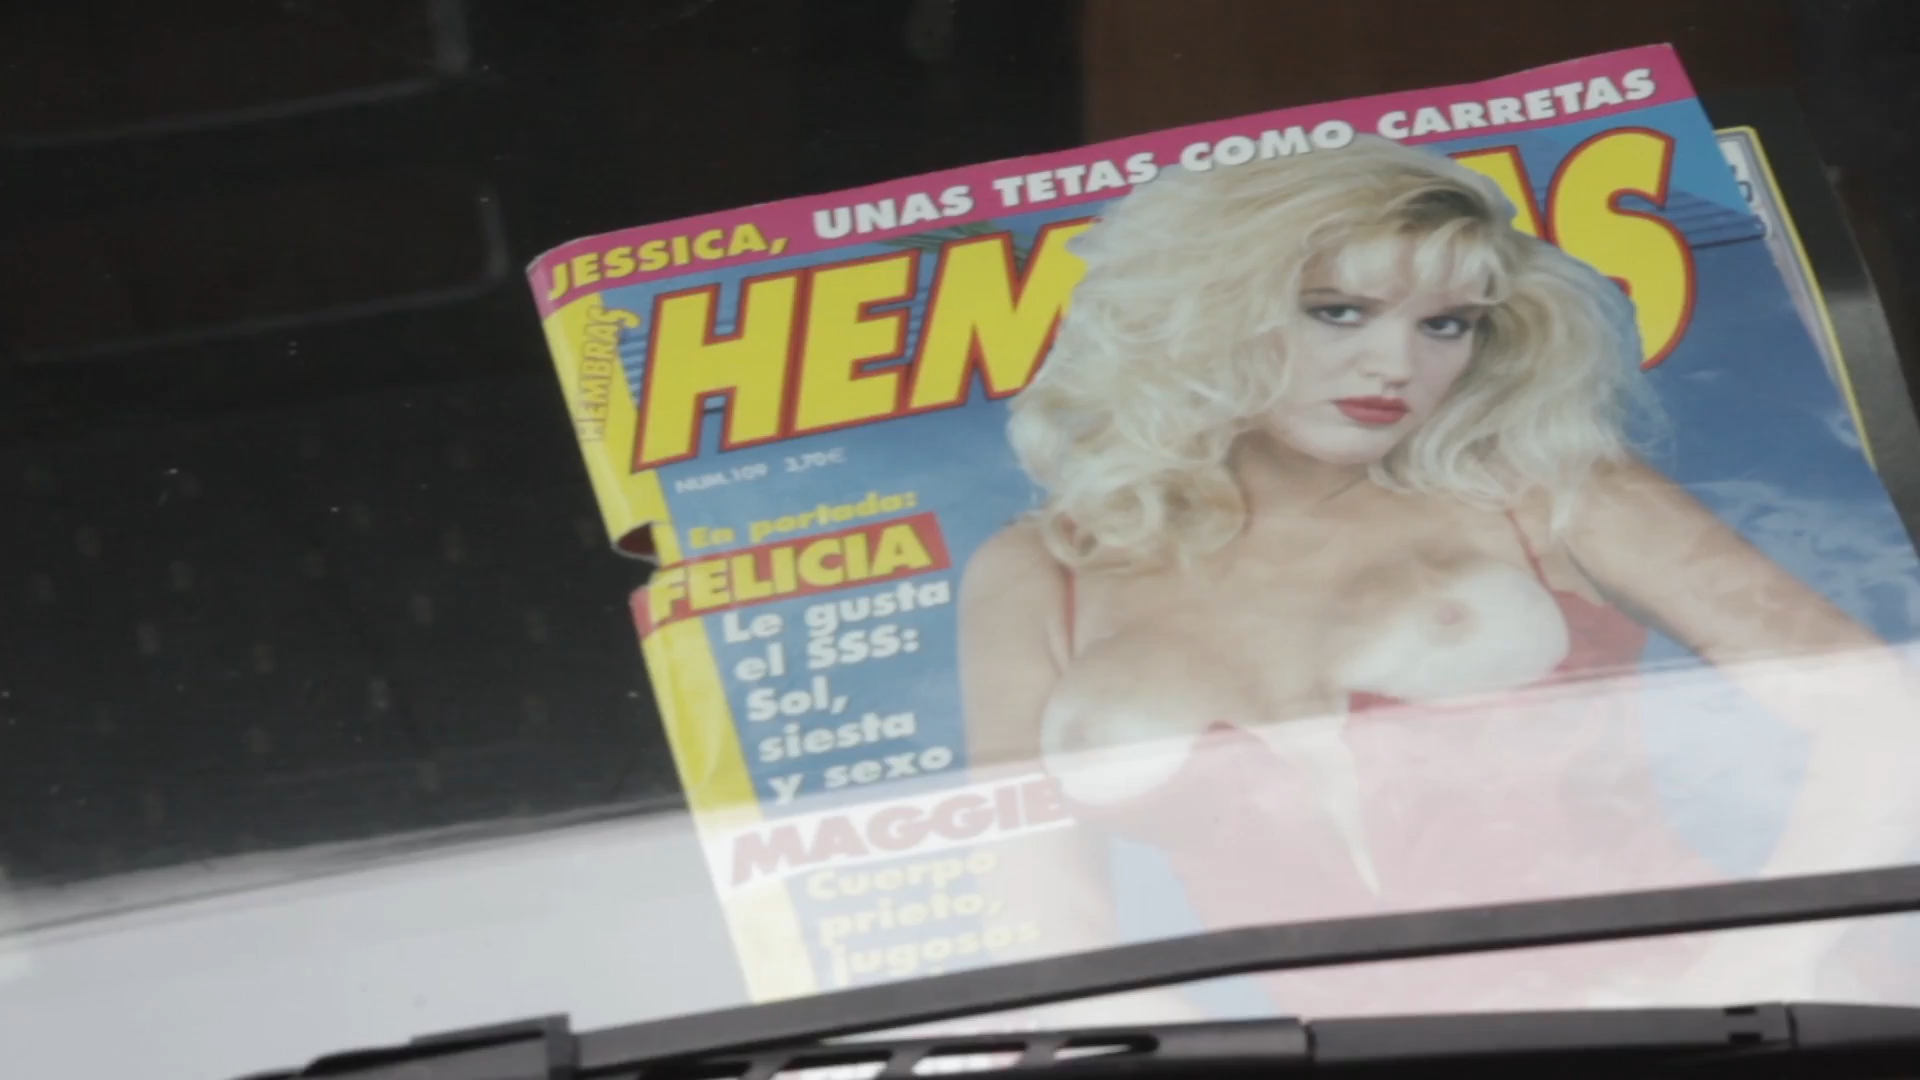 JESSICA, UNAS TETAS COMO CARRETAS
HEMBRAS
HEM AS
NUM. 109 3,70€
En portada:
FELICIA
Le gusta
el SSS:
Sol,
siesta
y sexo
MAGGIE
Cuerpo
prieto,
jugosos